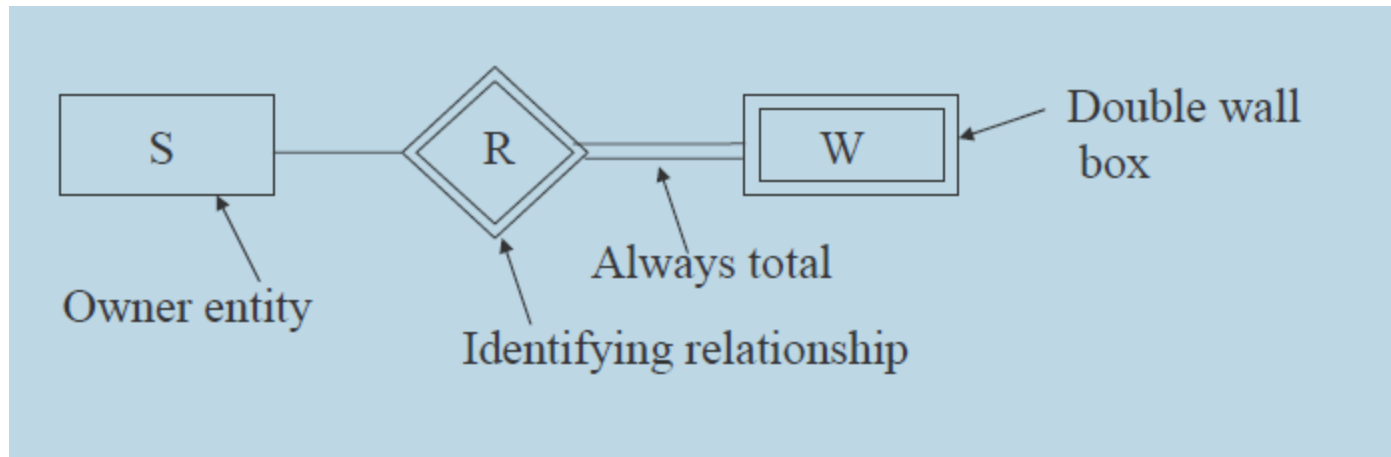 S
R
W
Double wall
box
Always total
Owner entity
Identifying relationship